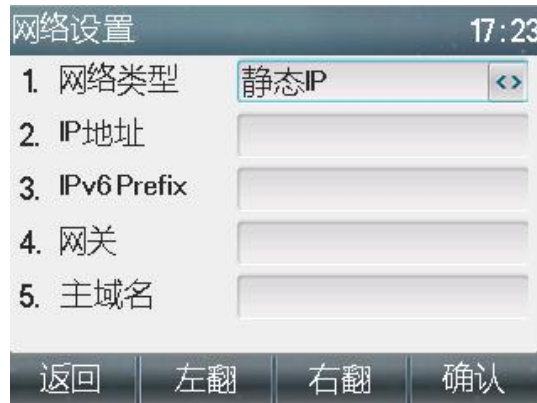 网络设置 17:23
1. 网络类型 静态IP
2. IP地址
3. IPv6 Prefix
4. 网关
5. 主域名
返回 左翻 右翻 确认